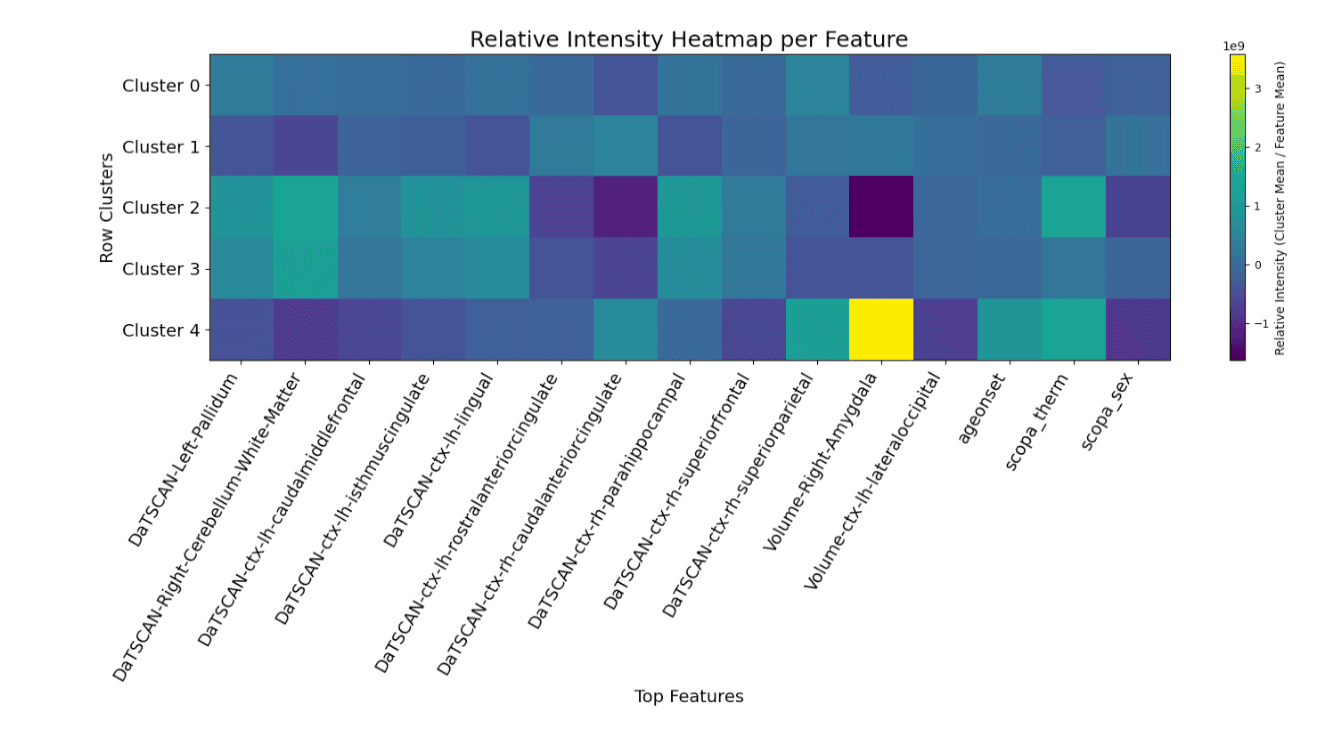 Relative Intensity Heatmap per Feature
1e9
Cluster 0
Cluster 1
Cluster 2
Cluster 3
Cluster 4
Row Clusters
3
2
1
0
−1
Relative Intensity (Cluster Mean / Feature Mean)
DaTSCAN-Left-Pallidum
DaTSCAN-Right-Cerebellum-White-Matter
DaTSCAN-ctx-lh-caudalmiddlefrontal
DaTSCAN-ctx-lh-isthmuscingulate
DaTSCAN-ctx-lh-lingual
DaTSCAN-ctx-lh-rostralanteriorcingulate
DaTSCAN-ctx-rh-caudalanteriorcingulate
DaTSCAN-ctx-rh-parahippocampal
DaTSCAN-ctx-rh-superiorfrontal
DaTSCAN-ctx-rh-superiorparietal
Volume-Right-Amygdala
Volume-ctx-lh-lateraloccipital
ageonset
scopa_therm
scopa_sex
Top Features